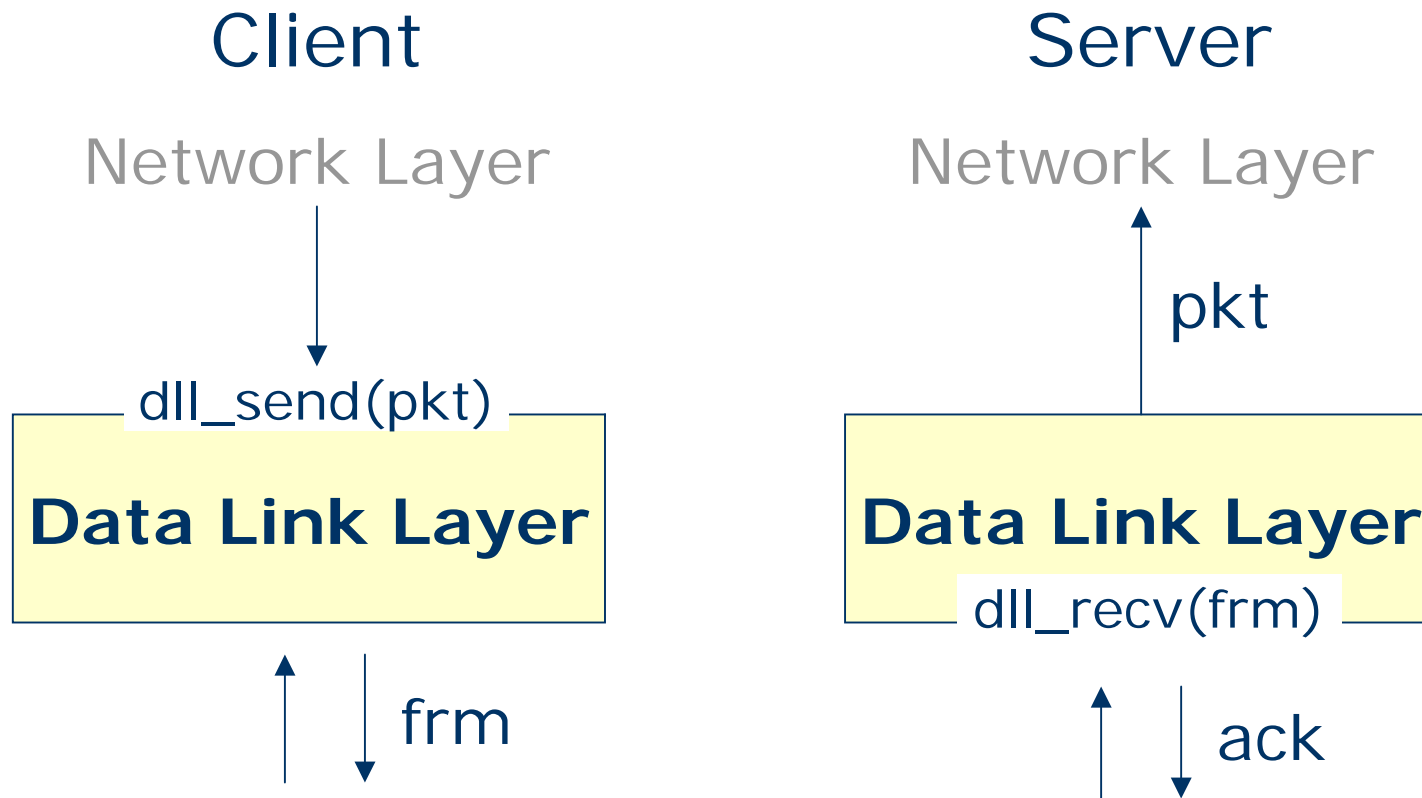 Client
Network Layer
dll_send(pkt)
Data Link Layer
frm
Server
Network Layer
pkt
Data Link Layer
dll_recv(frm)
ack